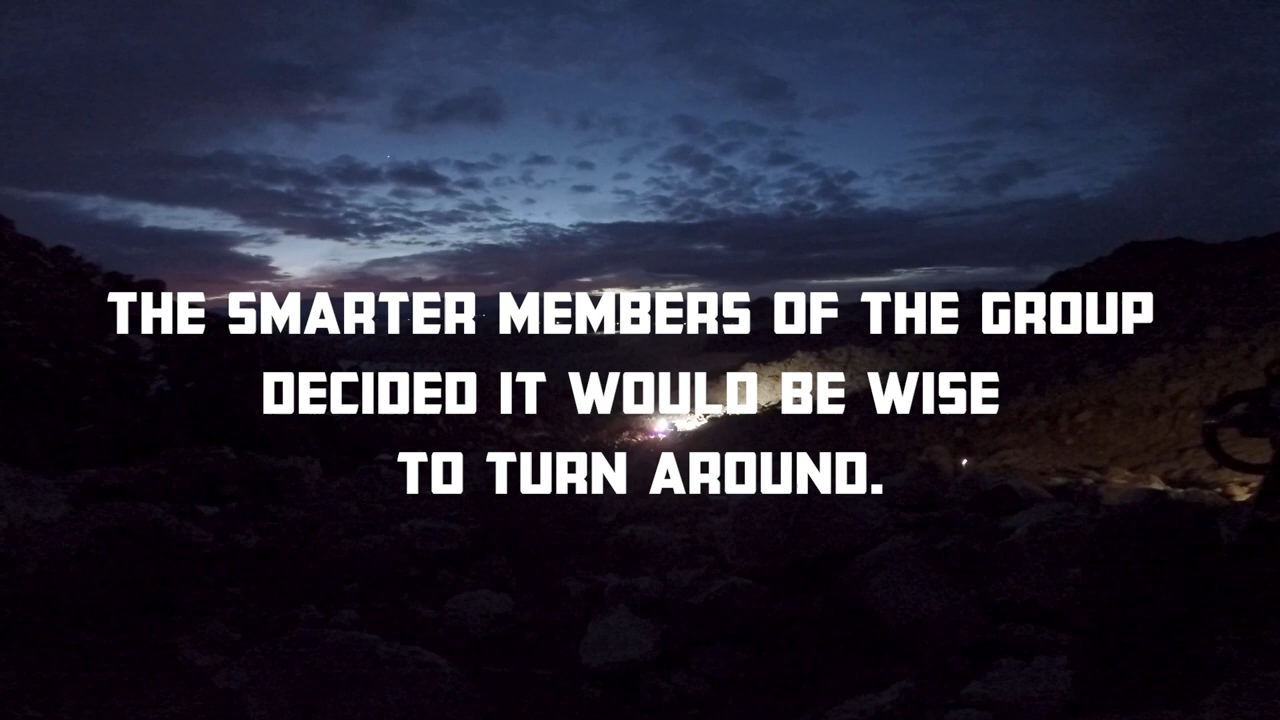 THE SMARTER MEMBERS OF THE GROUP
DECIDED IT WOULD BE WISE
TO TURN AROUND.